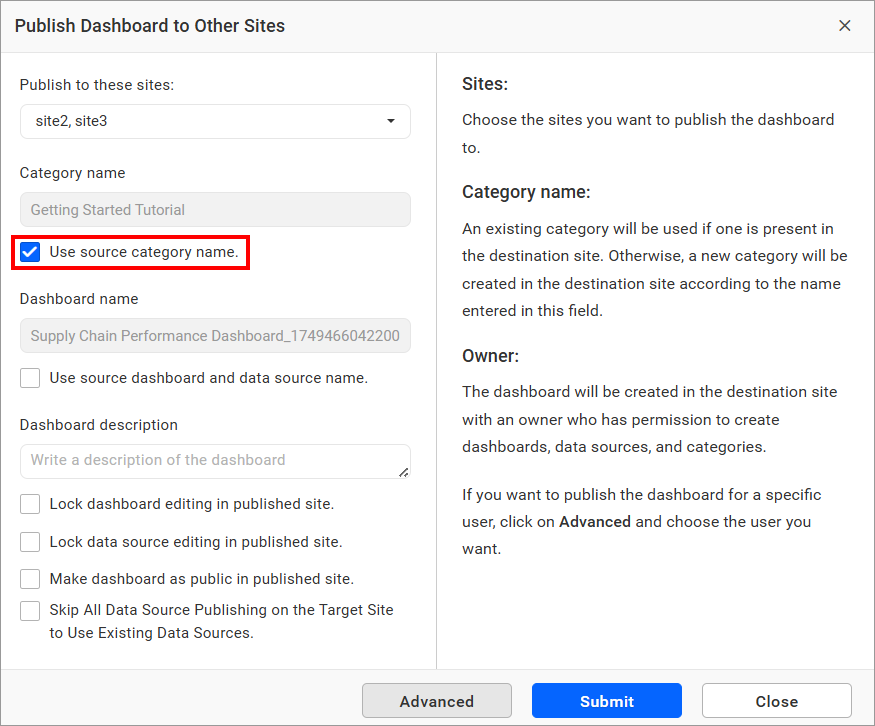 Publish Dashboard to Other Sites
Publish to these sites:
site2, site3
Category name
Getting Started Tutorial
Use source category name.
Dashboard name
Supply Chain Performance Dashboard_1749466042200
Use source dashboard and data source name.
Dashboard description
Write a description of the dashboard
Lock dashboard editing in published site.
Lock data source editing in published site.
Make dashboard as public in published site.
Skip All Data Source Publishing on the Target Site
to Use Existing Data Sources.
Sites:
Choose the sites you want to publish the dashboard
to.
Category name:
An existing category will be used if one is present in
the destination site. Otherwise, a new category will be
created in the destination site according to the name
entered in this field.
Owner:
The dashboard will be created in the destination site
with an owner who has permission to create
dashboards, data sources, and categories.
If you want to publish the dashboard for a specific
user, click on Advanced and choose the user you
want.
Advanced
Submit
Close